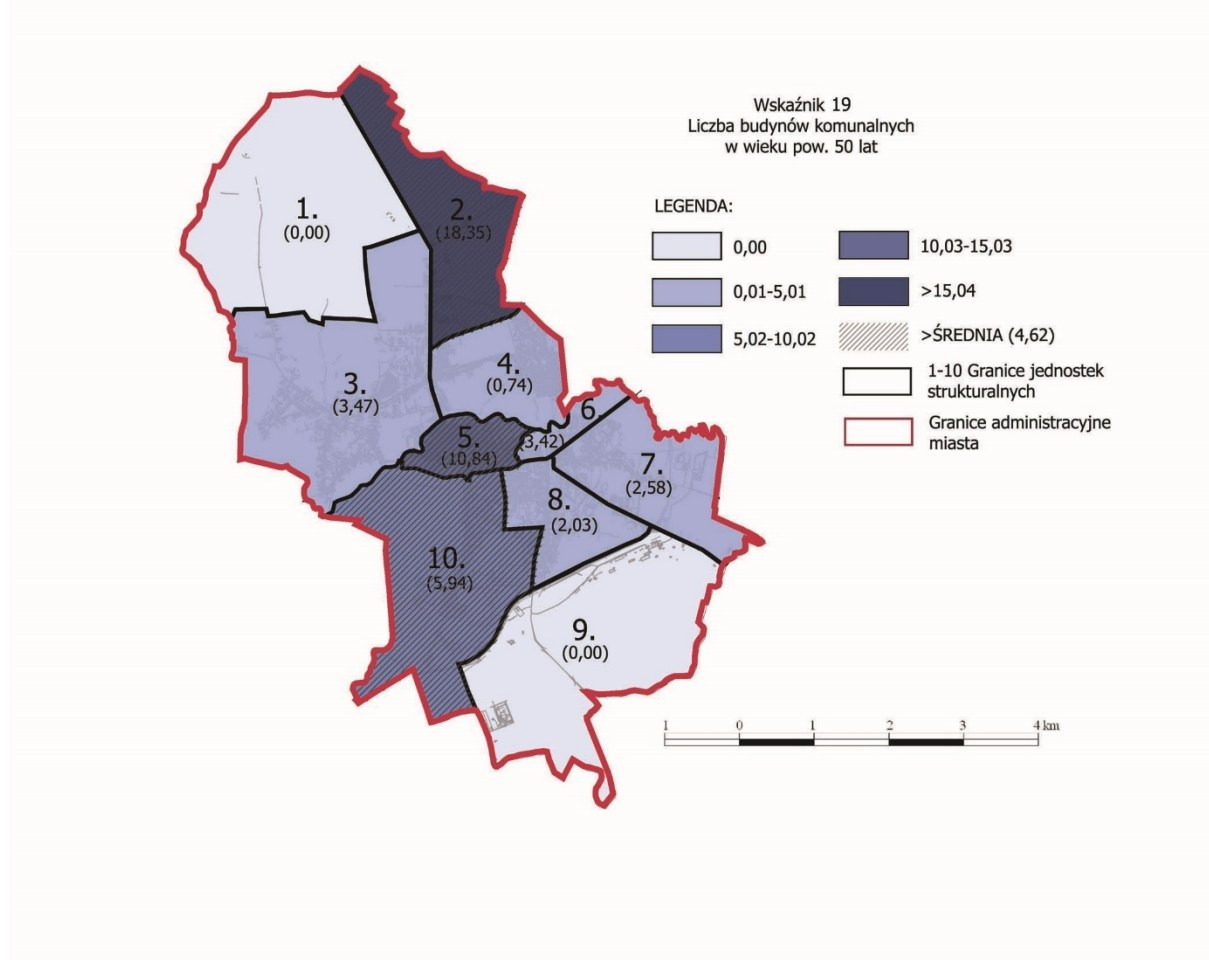 Wskaźnik 19
Liczba budynów komunalnych
w wieku pow. 50 lat
LEGENDA:
0,00
0,01-5,01
5,02-10,02
10,03-15,03
>15,04
>ŚREDNIA (4,62)
1-10 Granice jednostek
strukturalnych
Granice administracyjne
miasta
1.
(0,00)
2.
(18,35)
3.
(3,47)
4.
(0,74)
5.
(10,84)
6.
(3,42)
7.
(2,58)
8.
(2,03)
9.
(0,00)
10.
(5,94)
1 0 1 2 3 4 km